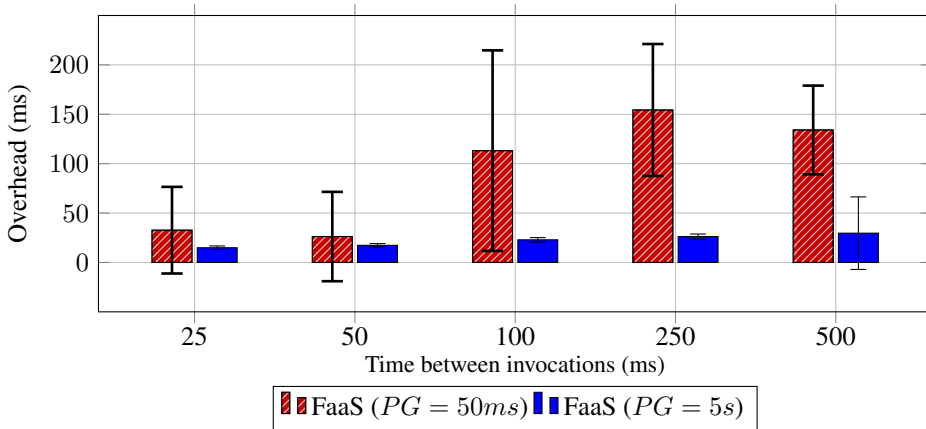 Overhead (ms)
200
150
100
50
0
25 50 100 250 500
Time between invocations (ms)
FaaS (PG = 50ms) FaaS (PG = 5s)